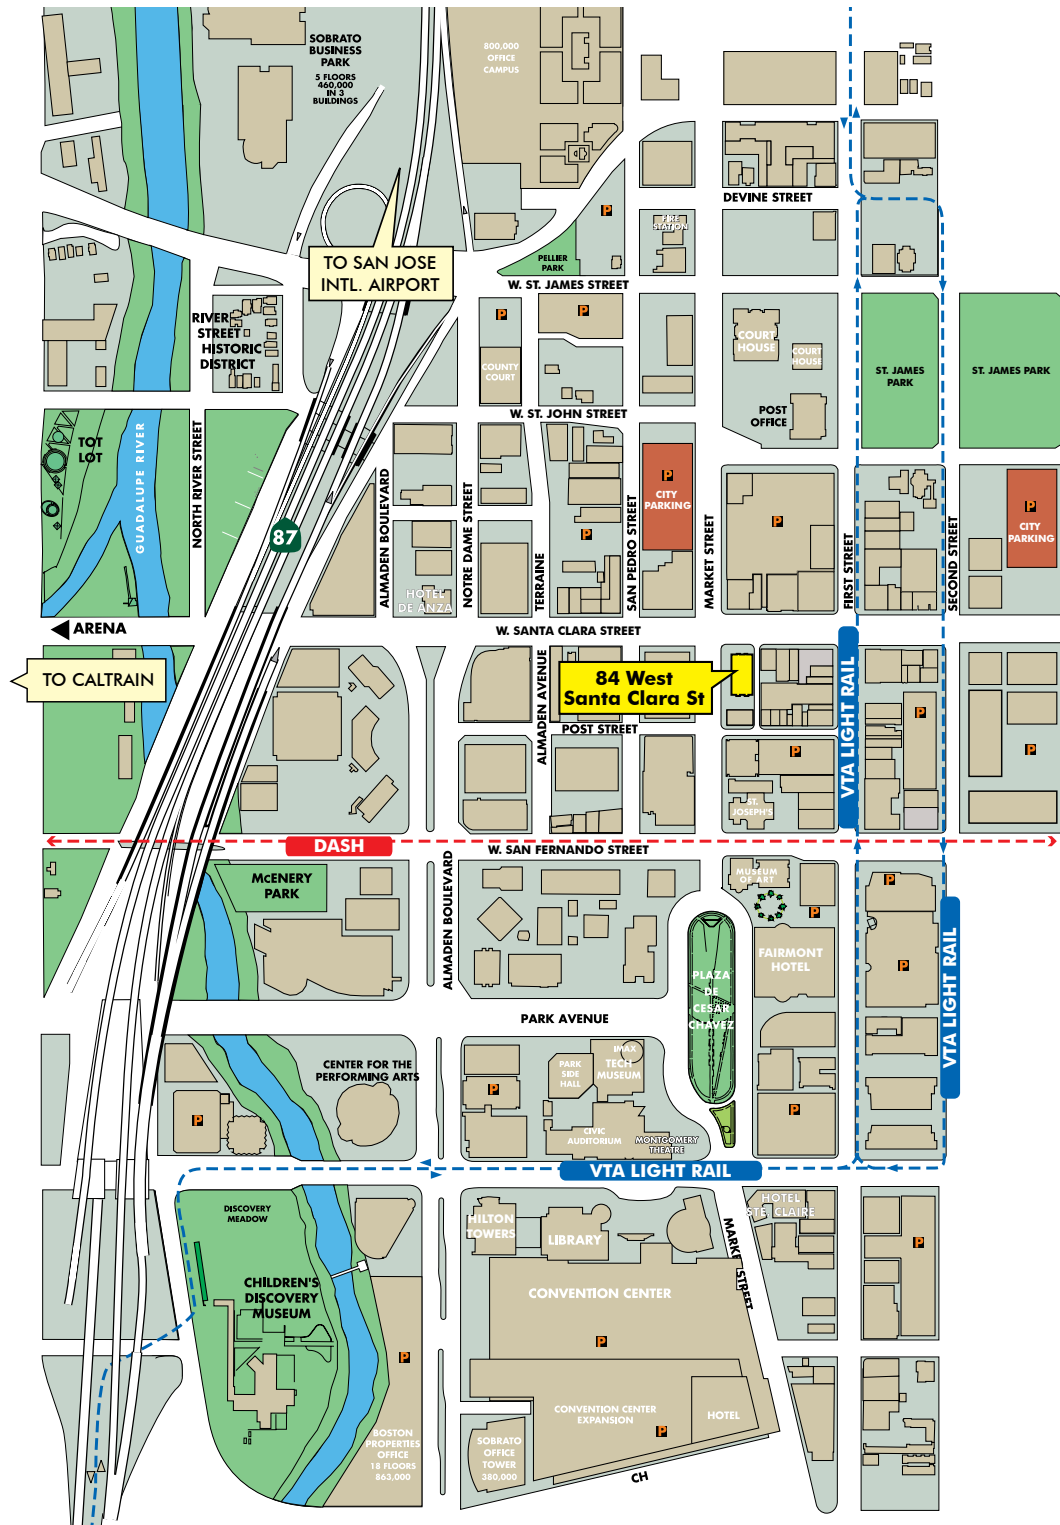 SOBRATO
BUSINESS
PARK
5 FLOORS
460,000
IN 3
BUILDINGS
800,000
OFFICE
CAMPUS
DEVINE STREET
P
FIRE
STATION
PELLIER
PARK
TO SAN JOSE
INTL. AIRPORT
W. ST. JAMES STREET
RIVER
STREET
HISTORIC
DISTRICT
P
P
COUNTY
COURT
COURT
HOUSE
COURT
HOUSE
ST. JAMES
PARK
ST. JAMES PARK
W. ST. JOHN STREET
POST
OFFICE
TOT
LOT
GUADALUPE RIVER
NORTH RIVER STREET
87
ALMADEN BOULEVARD
HOTEL
DE ANZA
NOTRE DAME STREET
TERRAINE
P
SAN PEDRO STREET
P
CITY
PARKING
MARKET STREET
P
FIRST STREET
SECOND STREET
P
CITY
PARKING
ARENA
W. SANTA CLARA STREET
TO CALTRAIN
ALMADEN AVENUE
84 West
Santa Clara St
POST STREET
VTA LIGHT RAIL
P
P
P
ST.
JOSEPH'S
DASH
W. SAN FERNANDO STREET
McENERY
PARK
ALMADEN BOULEVARD
MUSEUM
OF ART
P
P
FAIRMONT
HOTEL
P
PLAZA
DE
CESAR
CHAVEZ
VTA LIGHT RAIL
PARK AVENUE
CENTER FOR THE
PERFORMING ARTS
P
P
PARK
SIDE
HALL
IMAX
TECH
MUSEUM
CIVIC
AUDITORIUM
MONTGOMERY
THEATRE
P
VTA LIGHT RAIL
DISCOVERY
MEADOW
CHILDREN'S
DISCOVERY
MUSEUM
HILTON
TOWERS
LIBRARY
MARKET STREET
HOTEL
STE. CLAIRE
P
CONVENTION CENTER
P
P
CONVENTION CENTER
EXPANSION
HOTEL
P
BOSTON
PROPERTIES
OFFICE
18 FLOORS
863,000
SOBRATO
OFFICE
TOWER
380,000
CH